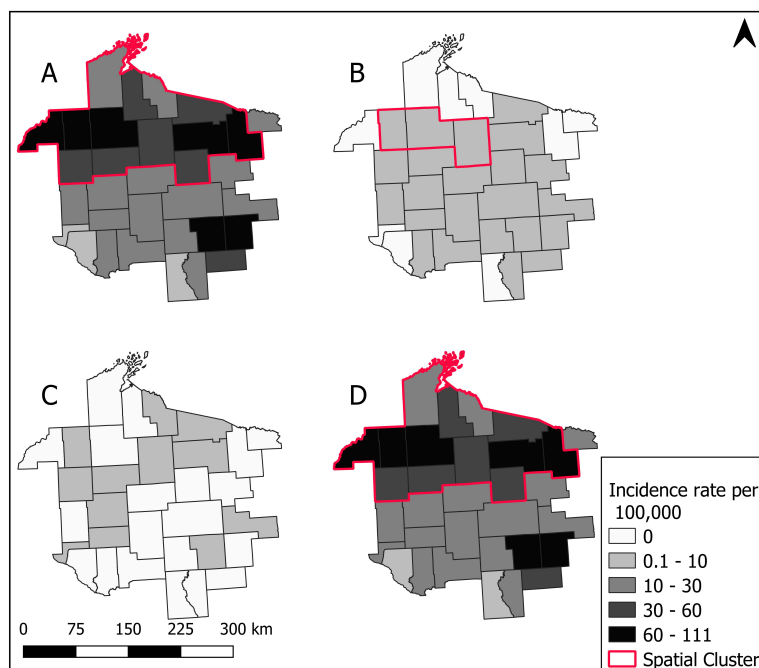 A
B
C
D
0 75 150 225 300 km
Incidence rate per
100,000
0
0.1 - 10
10 - 30
30 - 60
60 - 111
Spatial Cluster